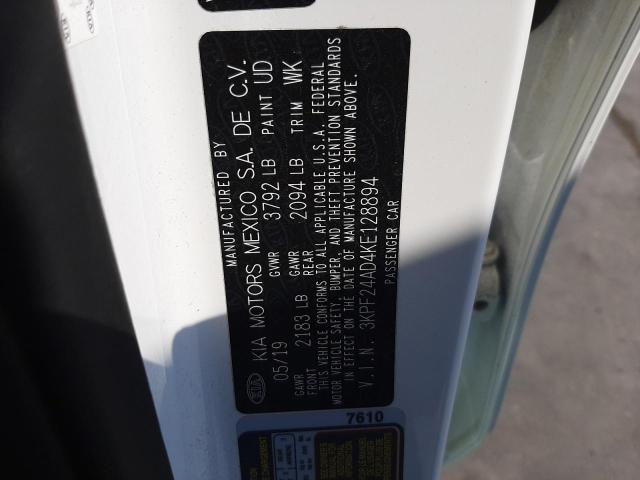 MANUFACTURED BY
KIA KIA MOTORS MEXICO S.A. DE C.V.
05/19 GVWR 3792 LB PAINT UD
GAWR FRONT 2183 LB GAWR REAR 2094 LB TRIM WK
THIS VEHICLE CONFORMS TO ALL APPLICABLE U.S.A. FEDERAL
MOTOR VEHICLE SAFETY, BUMPER, AND THEFT PREVENTION STANDARDS
IN EFFECT ON THE DATE OF MANUFACTURE SHOWN ABOVE.
V.I.N. 3KPF24AD4KE128894
PASSENGER CAR
7610